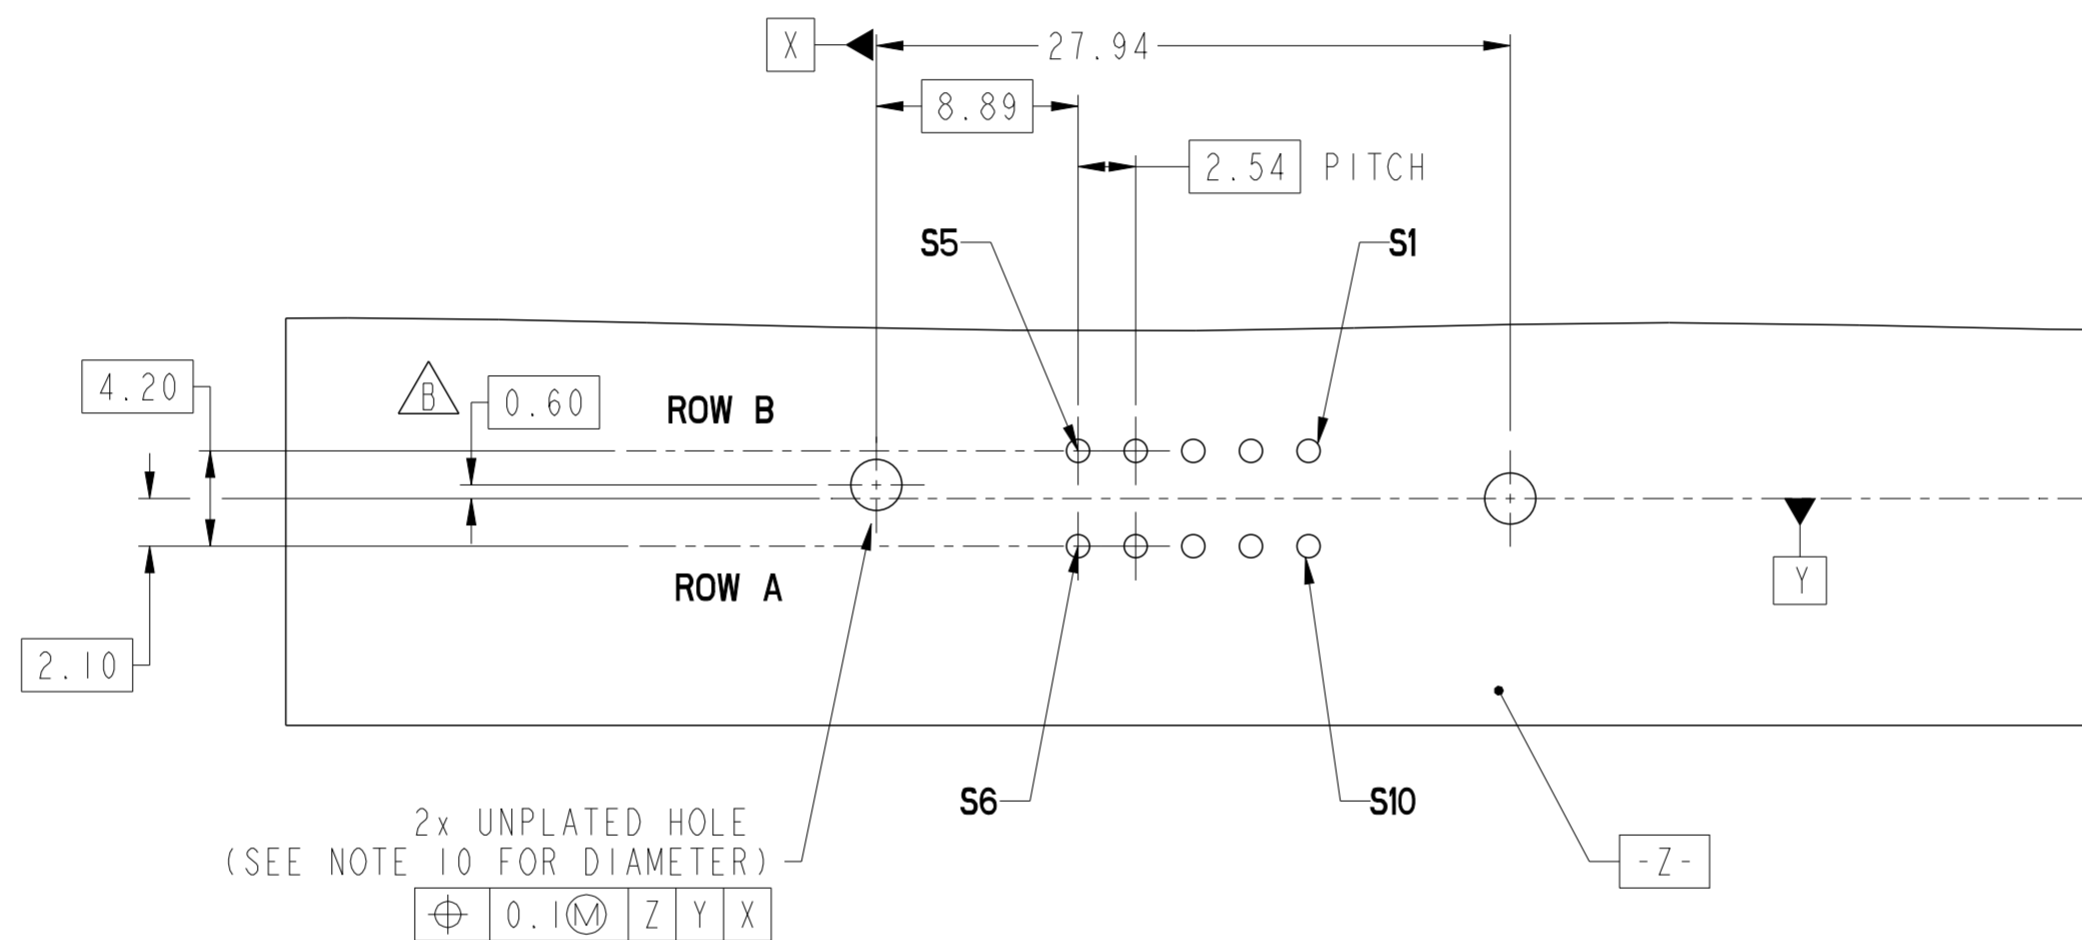 X
27.94
8.89
2.54 PITCH
S5
S1
4.20
B
0.60
ROW B
ROW A
Y
2.10
S6
S10
2x UNPLATED HOLE
(SEE NOTE 10 FOR DIAMETER)
-Z-
⌖ 0.1Ⓜ Z Y X